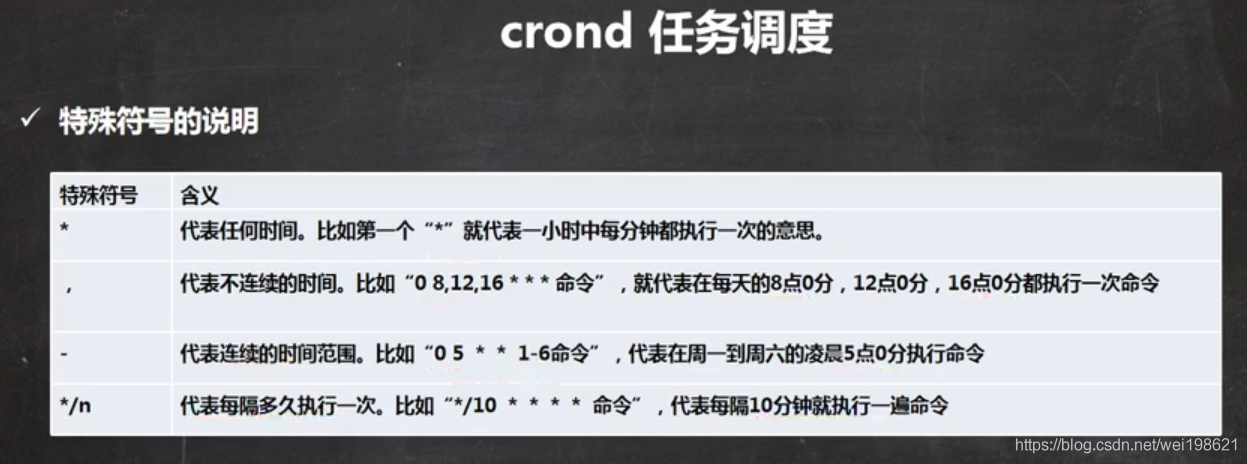 crond 任务调度
✓ 特殊符号的说明
特殊符号 含义
* 代表任何时间。比如第一个“*”就代表一小时中每分钟都执行一次的意思。
， 代表不连续的时间。比如“0 8,12,16 * * * 命令”，就代表在每天的8点0分，12点0分，16点0分都执行一次命令
- 代表连续的时间范围。比如“0 5 * * 1-6命令”，代表在周一到周六的凌晨5点0分执行命令
*/n 代表每隔多久执行一次。比如“*/10 * * * * 命令”，代表每隔10分钟就执行一遍命令
https://blog.csdn.net/wei198621